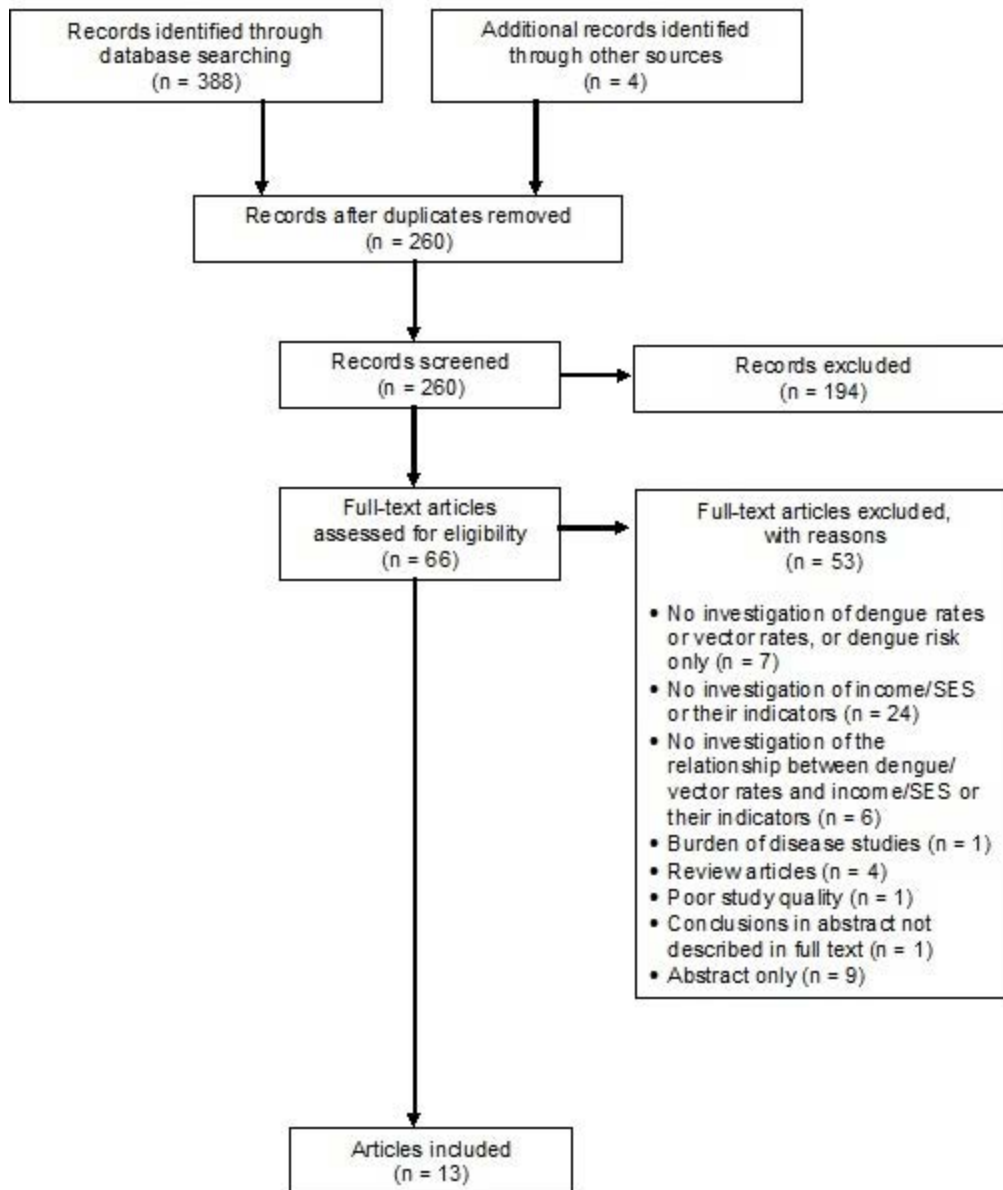 Records identified through
database searching
(n = 388)
Additional records identified
through other sources
(n = 4)
Records after duplicates removed
(n = 260)
Records screened
(n = 260)
Records excluded
(n = 194)
Full-text articles
assessed for eligibility
(n = 66)
Full-text articles excluded,
with reasons
(n = 53)
• No investigation of dengue rates
or vector rates, or dengue risk
only (n = 7)
• No investigation of income/SES
or their indicators (n = 24)
• No investigation of the
relationship between dengue/
vector rates and income/SES or
their indicators (n = 6)
• Burden of disease studies (n = 1)
• Review articles (n = 4)
• Poor study quality (n = 1)
• Conclusions in abstract not
described in full text (n = 1)
• Abstract only (n = 9)
Articles included
(n = 13)